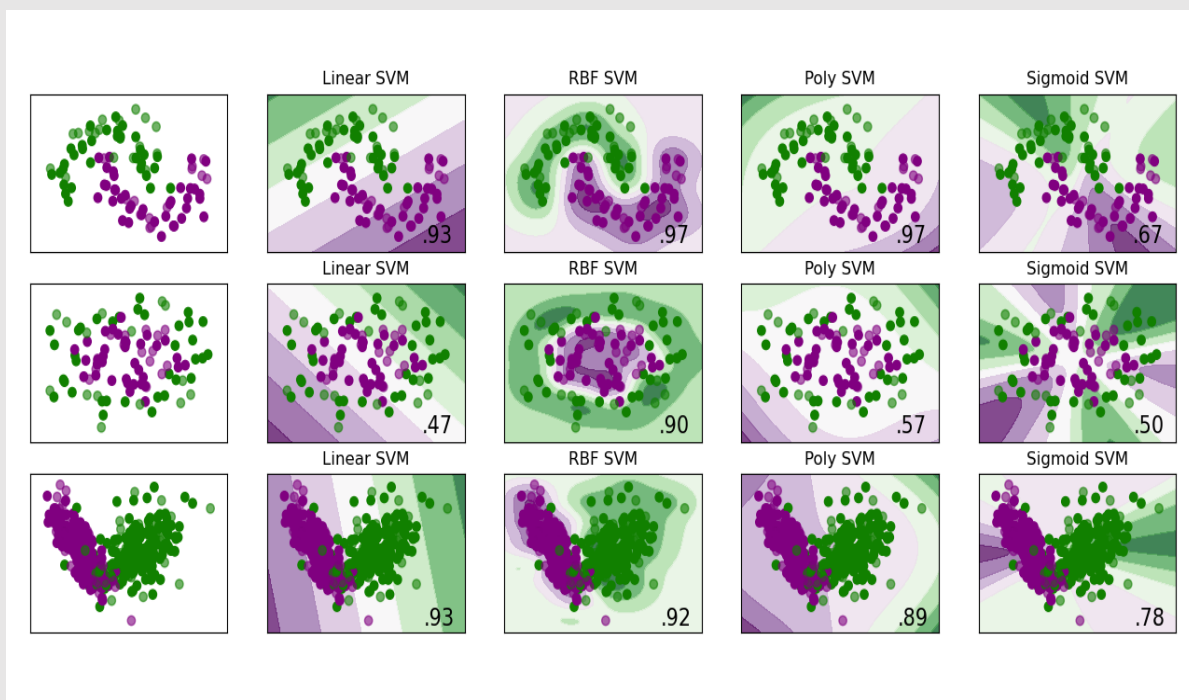 Linear SVM
RBF SVM
Poly SVM
Sigmoid SVM
.93
.97
.97
.67
Linear SVM
RBF SVM
Poly SVM
Sigmoid SVM
.47
.90
.57
.50
Linear SVM
RBF SVM
Poly SVM
Sigmoid SVM
.93
.92
.89
.78